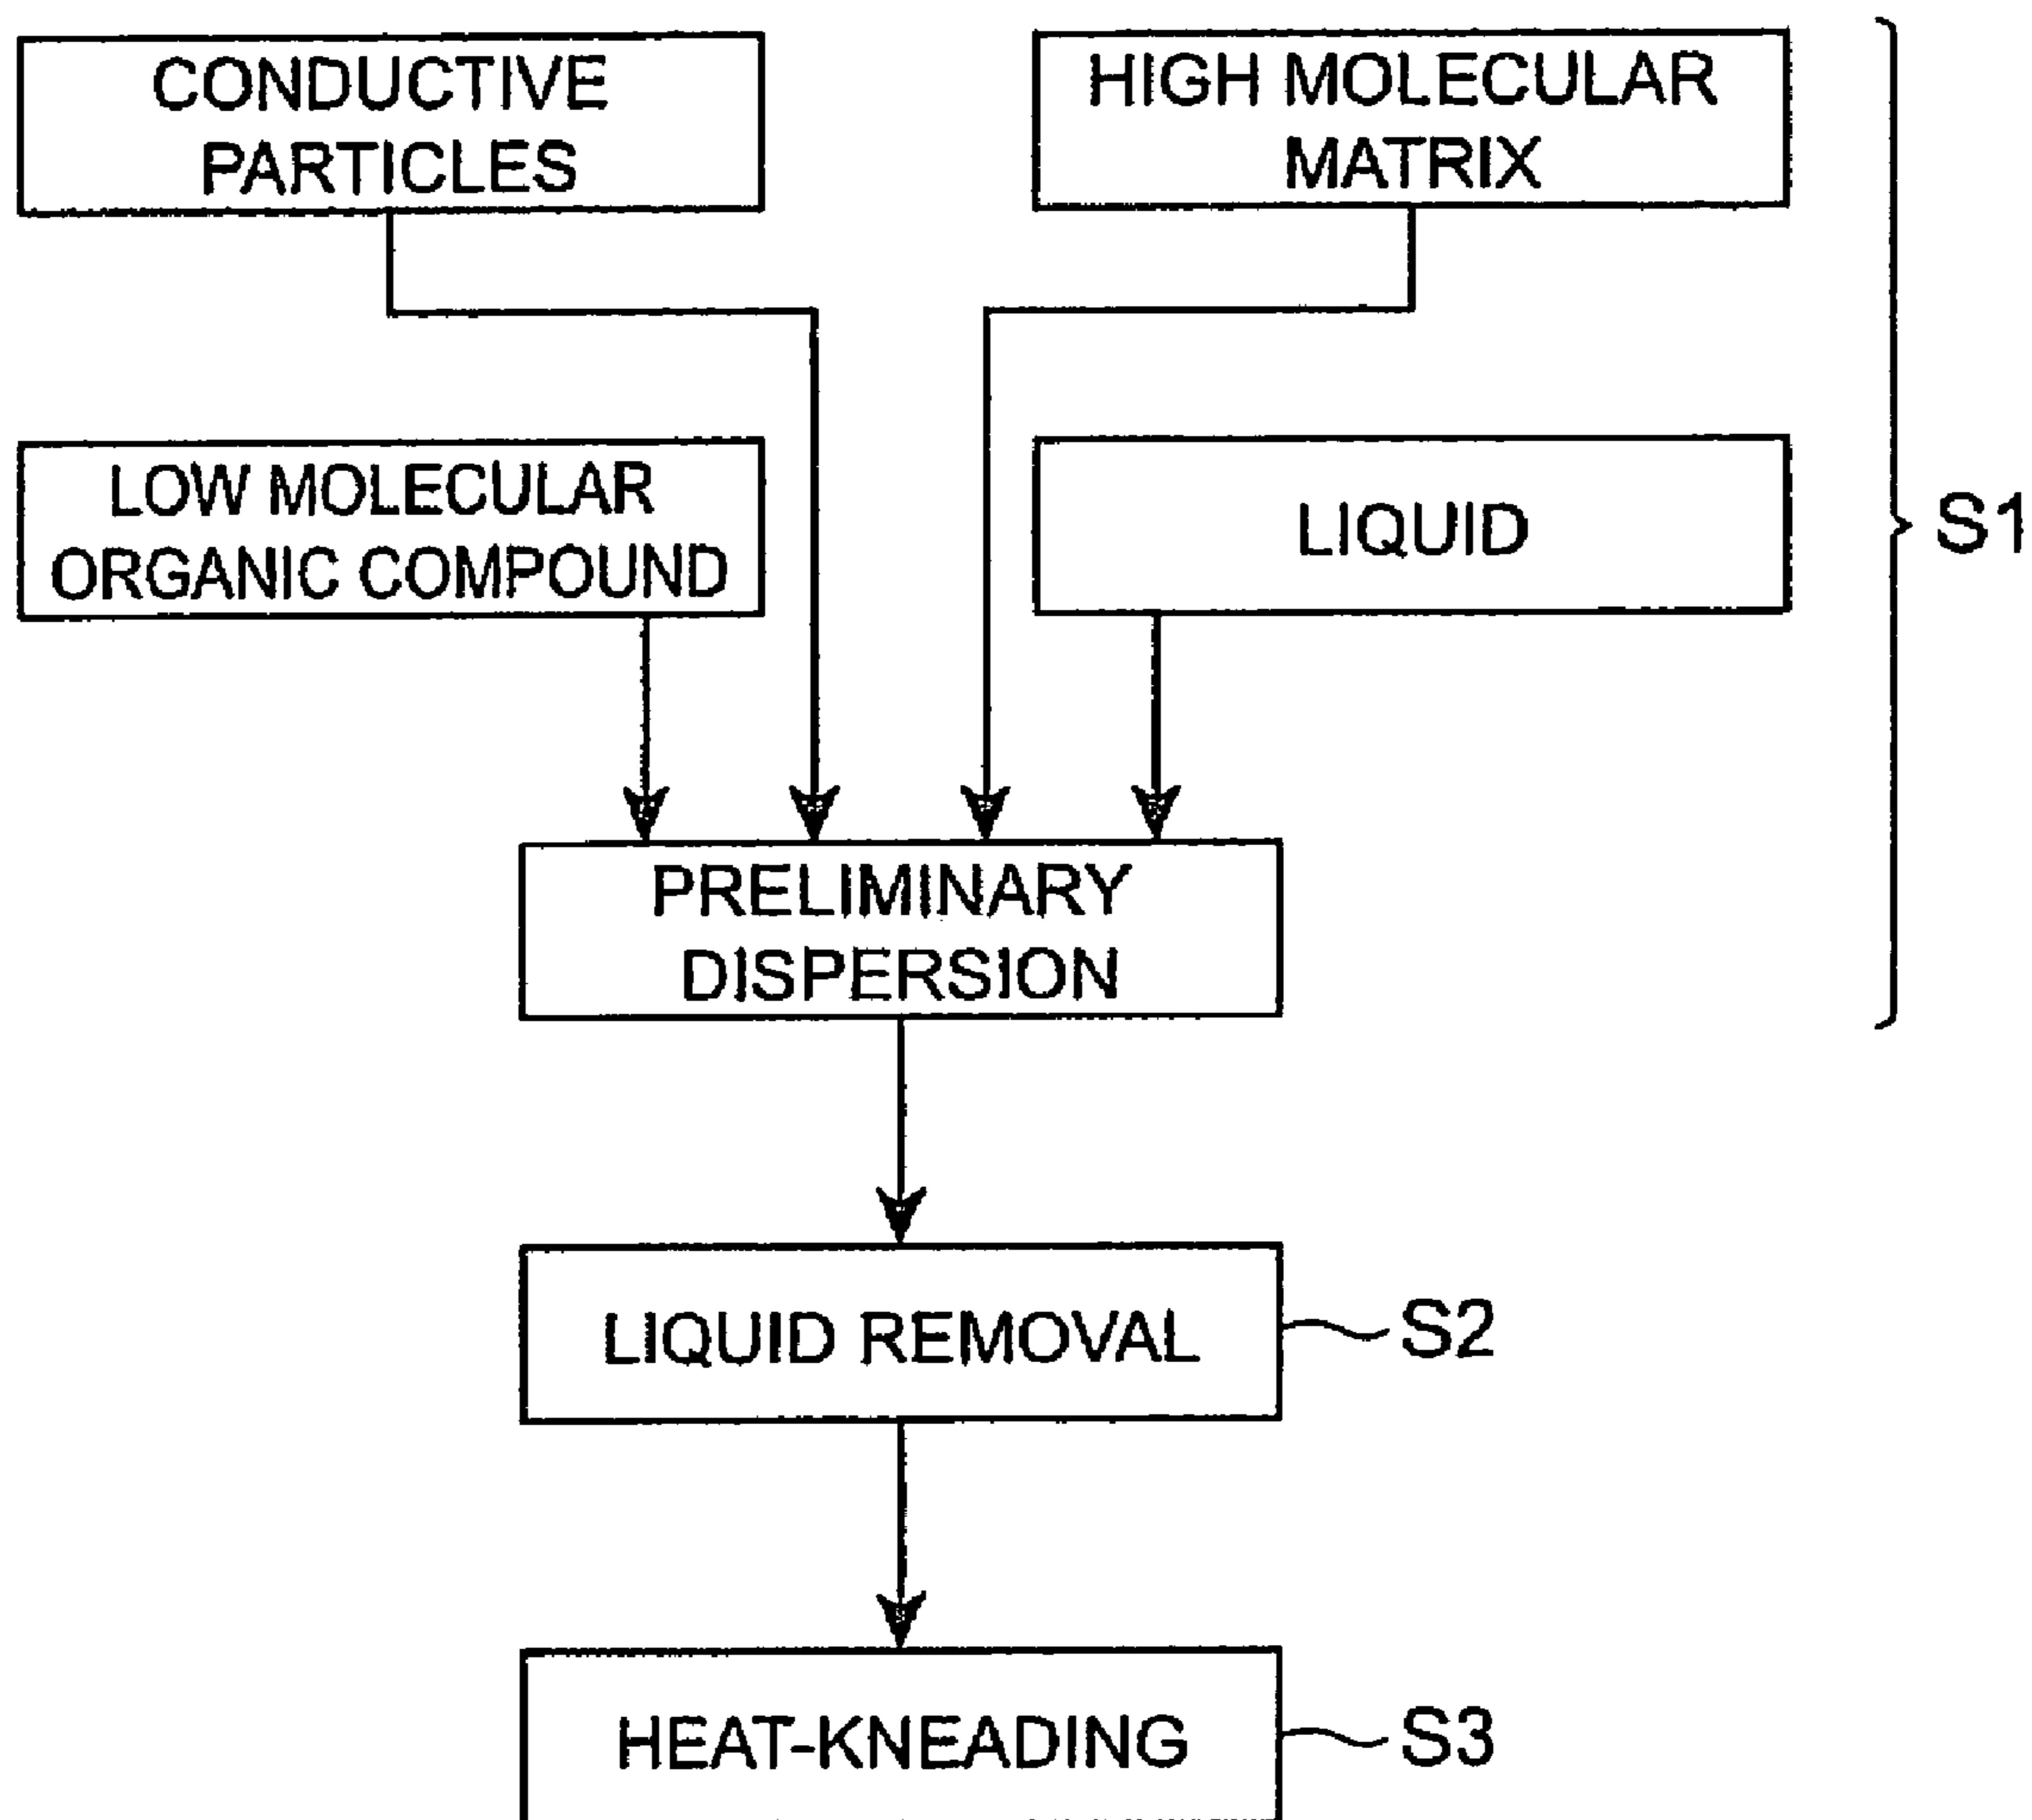 CONDUCTIVE
PARTICLES
HIGH MOLECULAR
MATRIX
LOW MOLECULAR
ORGANIC COMPOUND
LIQUID
S1
PRELIMINARY
DISPERSION
LIQUID REMOVAL
S2
HEAT-KNEADING
S3